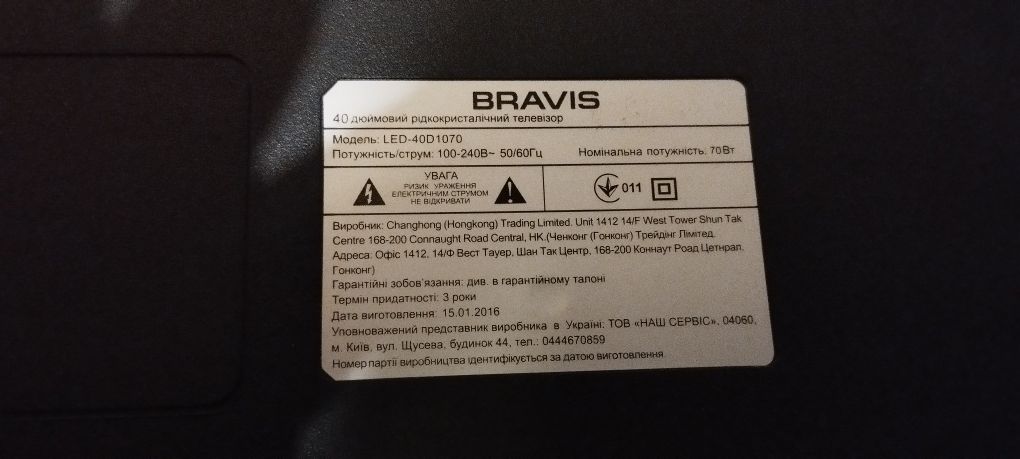 BRAVIS
40 дюймовий рідкокристалічний телевізор
Модель: LED-40D1070
Потужність/струм: 100-240В~ 50/60Гц Номінальна потужність: 70Вт
УВАГА
РИЗИК УРАЖЕННЯ
ЕЛЕКТРИЧНИМ СТРУМОМ
НЕ ВІДКРИВАТИ
011
Виробник: Changhong (Hongkong) Trading Limited. Unit 1412 14/F West Tower Shun Tak
Centre 168-200 Connaught Road Central, HK.(Ченконг (Гонконг) Трейдінг Лімітед.
Адреса: Офіс 1412, 14/Ф Вест Тауер, Шан Так Центр, 168-200 Коннаут Роад Цетнрал,
Гонконг)
Гарантійні зобов'язання: див. в гарантійному талоні
Термін придатності: 3 роки
Дата виготовлення: 15.01.2016
Уповноважений представник виробника в Україні: ТОВ «НАШ СЕРВІС», 04060,
м. Київ, вул. Щусева, будинок 44, тел.: 0444670859
Номер партії виробництва ідентифікується за датою виготовлення